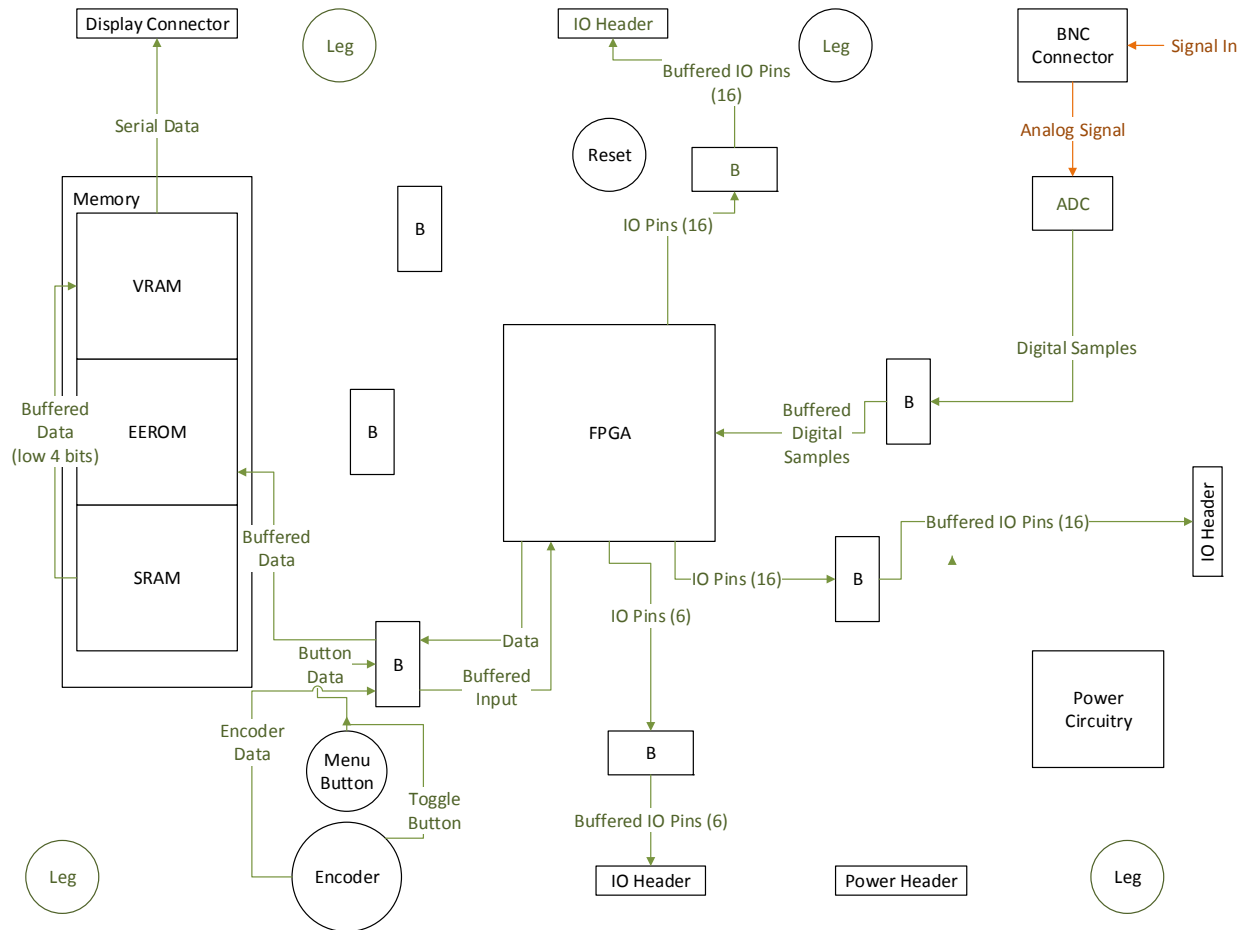 Display Connector
Leg
IO Header
Leg
BNC
Connector
Signal In
Buffered IO Pins
(16)
Serial Data
Analog Signal
Reset
B
Memory
ADC
IO Pins (16)
B
VRAM
Digital Samples
Buffered
Data
(low 4 bits)
EEROM
B
FPGA
Buffered
Digital
Samples
B
Buffered
Data
Buffered IO Pins (16)
IO Header
SRAM
IO Pins (16)
B
IO Pins (6)
Data
Button
Data
B
Buffered
Input
Power
Circuitry
Encoder
Data
Menu
Button
B
Toggle
Button
Buffered IO Pins (6)
Leg
Encoder
IO Header
Power Header
Leg